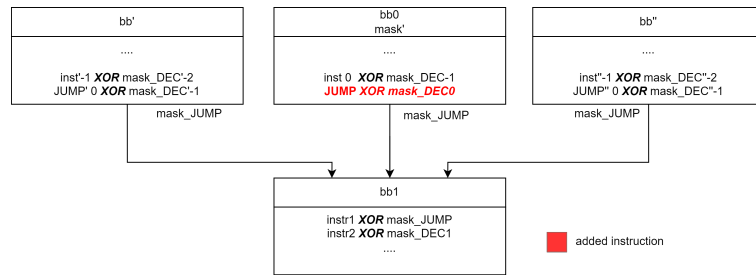 bb'
....
inst'-1 XOR mask_DEC'-2
JUMP' 0 XOR mask_DEC'-1
bb0
mask'
....
inst 0 XOR mask_DEC-1
JUMP XOR mask_DEC0
bb"
....
inst"-1 XOR mask_DEC"-2
JUMP" 0 XOR mask_DEC"-1
mask_JUMP
mask_JUMP
mask_JUMP
bb1
instr1 XOR mask_JUMP
instr2 XOR mask_DEC1
....
added instruction